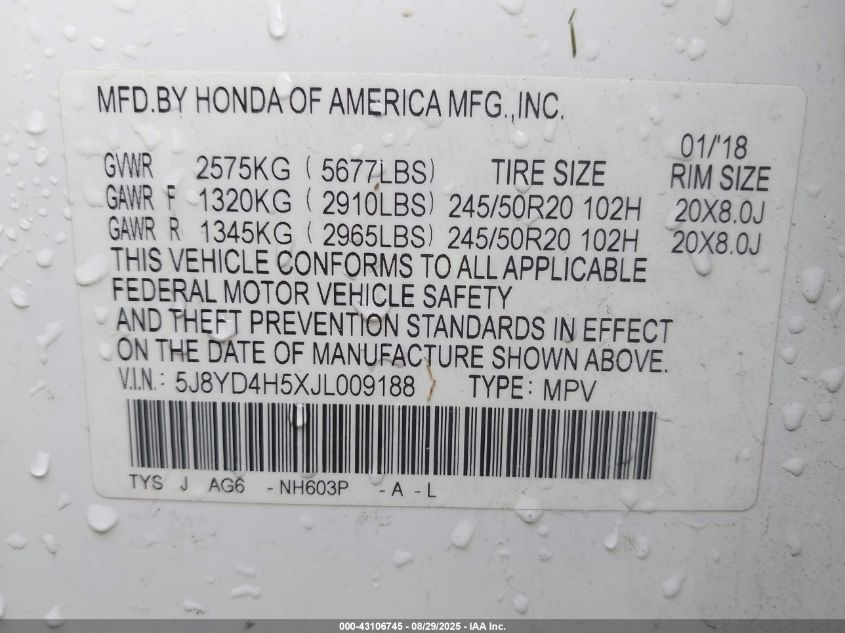 MFD.BY HONDA OF AMERICA MFG.,INC.
01/'18
GVWR 2575KG ( 5677LBS) TIRE SIZE RIM SIZE
GAWR F 1320KG ( 2910LBS) 245/50R20 102H 20X8.0J
GAWR R 1345KG ( 2965LBS) 245/50R20 102H 20X8.0J
THIS VEHICLE CONFORMS TO ALL APPLICABLE
FEDERAL MOTOR VEHICLE SAFETY
AND THEFT PREVENTION STANDARDS IN EFFECT
ON THE DATE OF MANUFACTURE SHOWN ABOVE.
V.I.N.: 5J8YD4H5XJL009188 TYPE: MPV
TYS J AG6 - NH603P - A - L
000-43106745 - 08/29/2025 - IAA Inc.